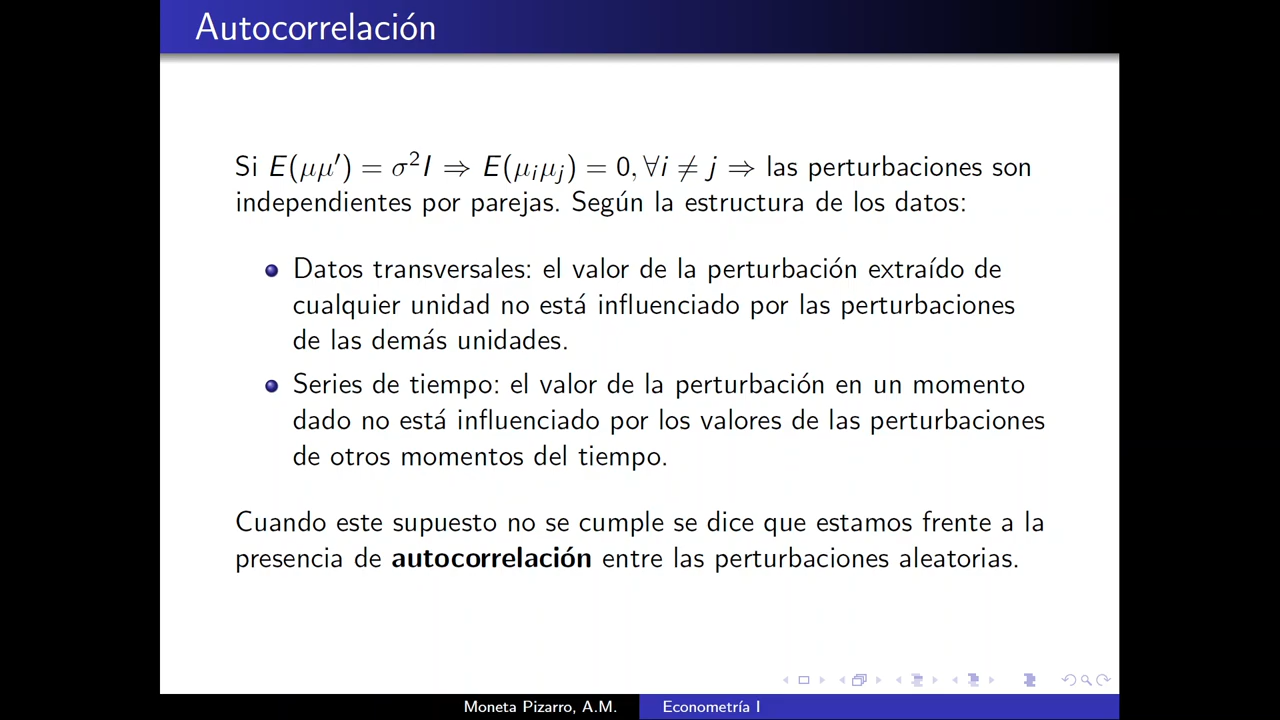 Autocorrelación
Si E(μμ′) = σ²I ⇒ E(μᵢμⱼ) = 0, ∀i ≠ j ⇒ las perturbaciones son
independientes por parejas. Según la estructura de los datos:
Datos transversales: el valor de la perturbación extraído de
cualquier unidad no está influenciado por las perturbaciones
de las demás unidades.
Series de tiempo: el valor de la perturbación en un momento
dado no está influenciado por los valores de las perturbaciones
de otros momentos del tiempo.
Cuando este supuesto no se cumple se dice que estamos frente a la
presencia de autocorrelación entre las perturbaciones aleatorias.
Moneta Pizarro, A.M. Econometría I